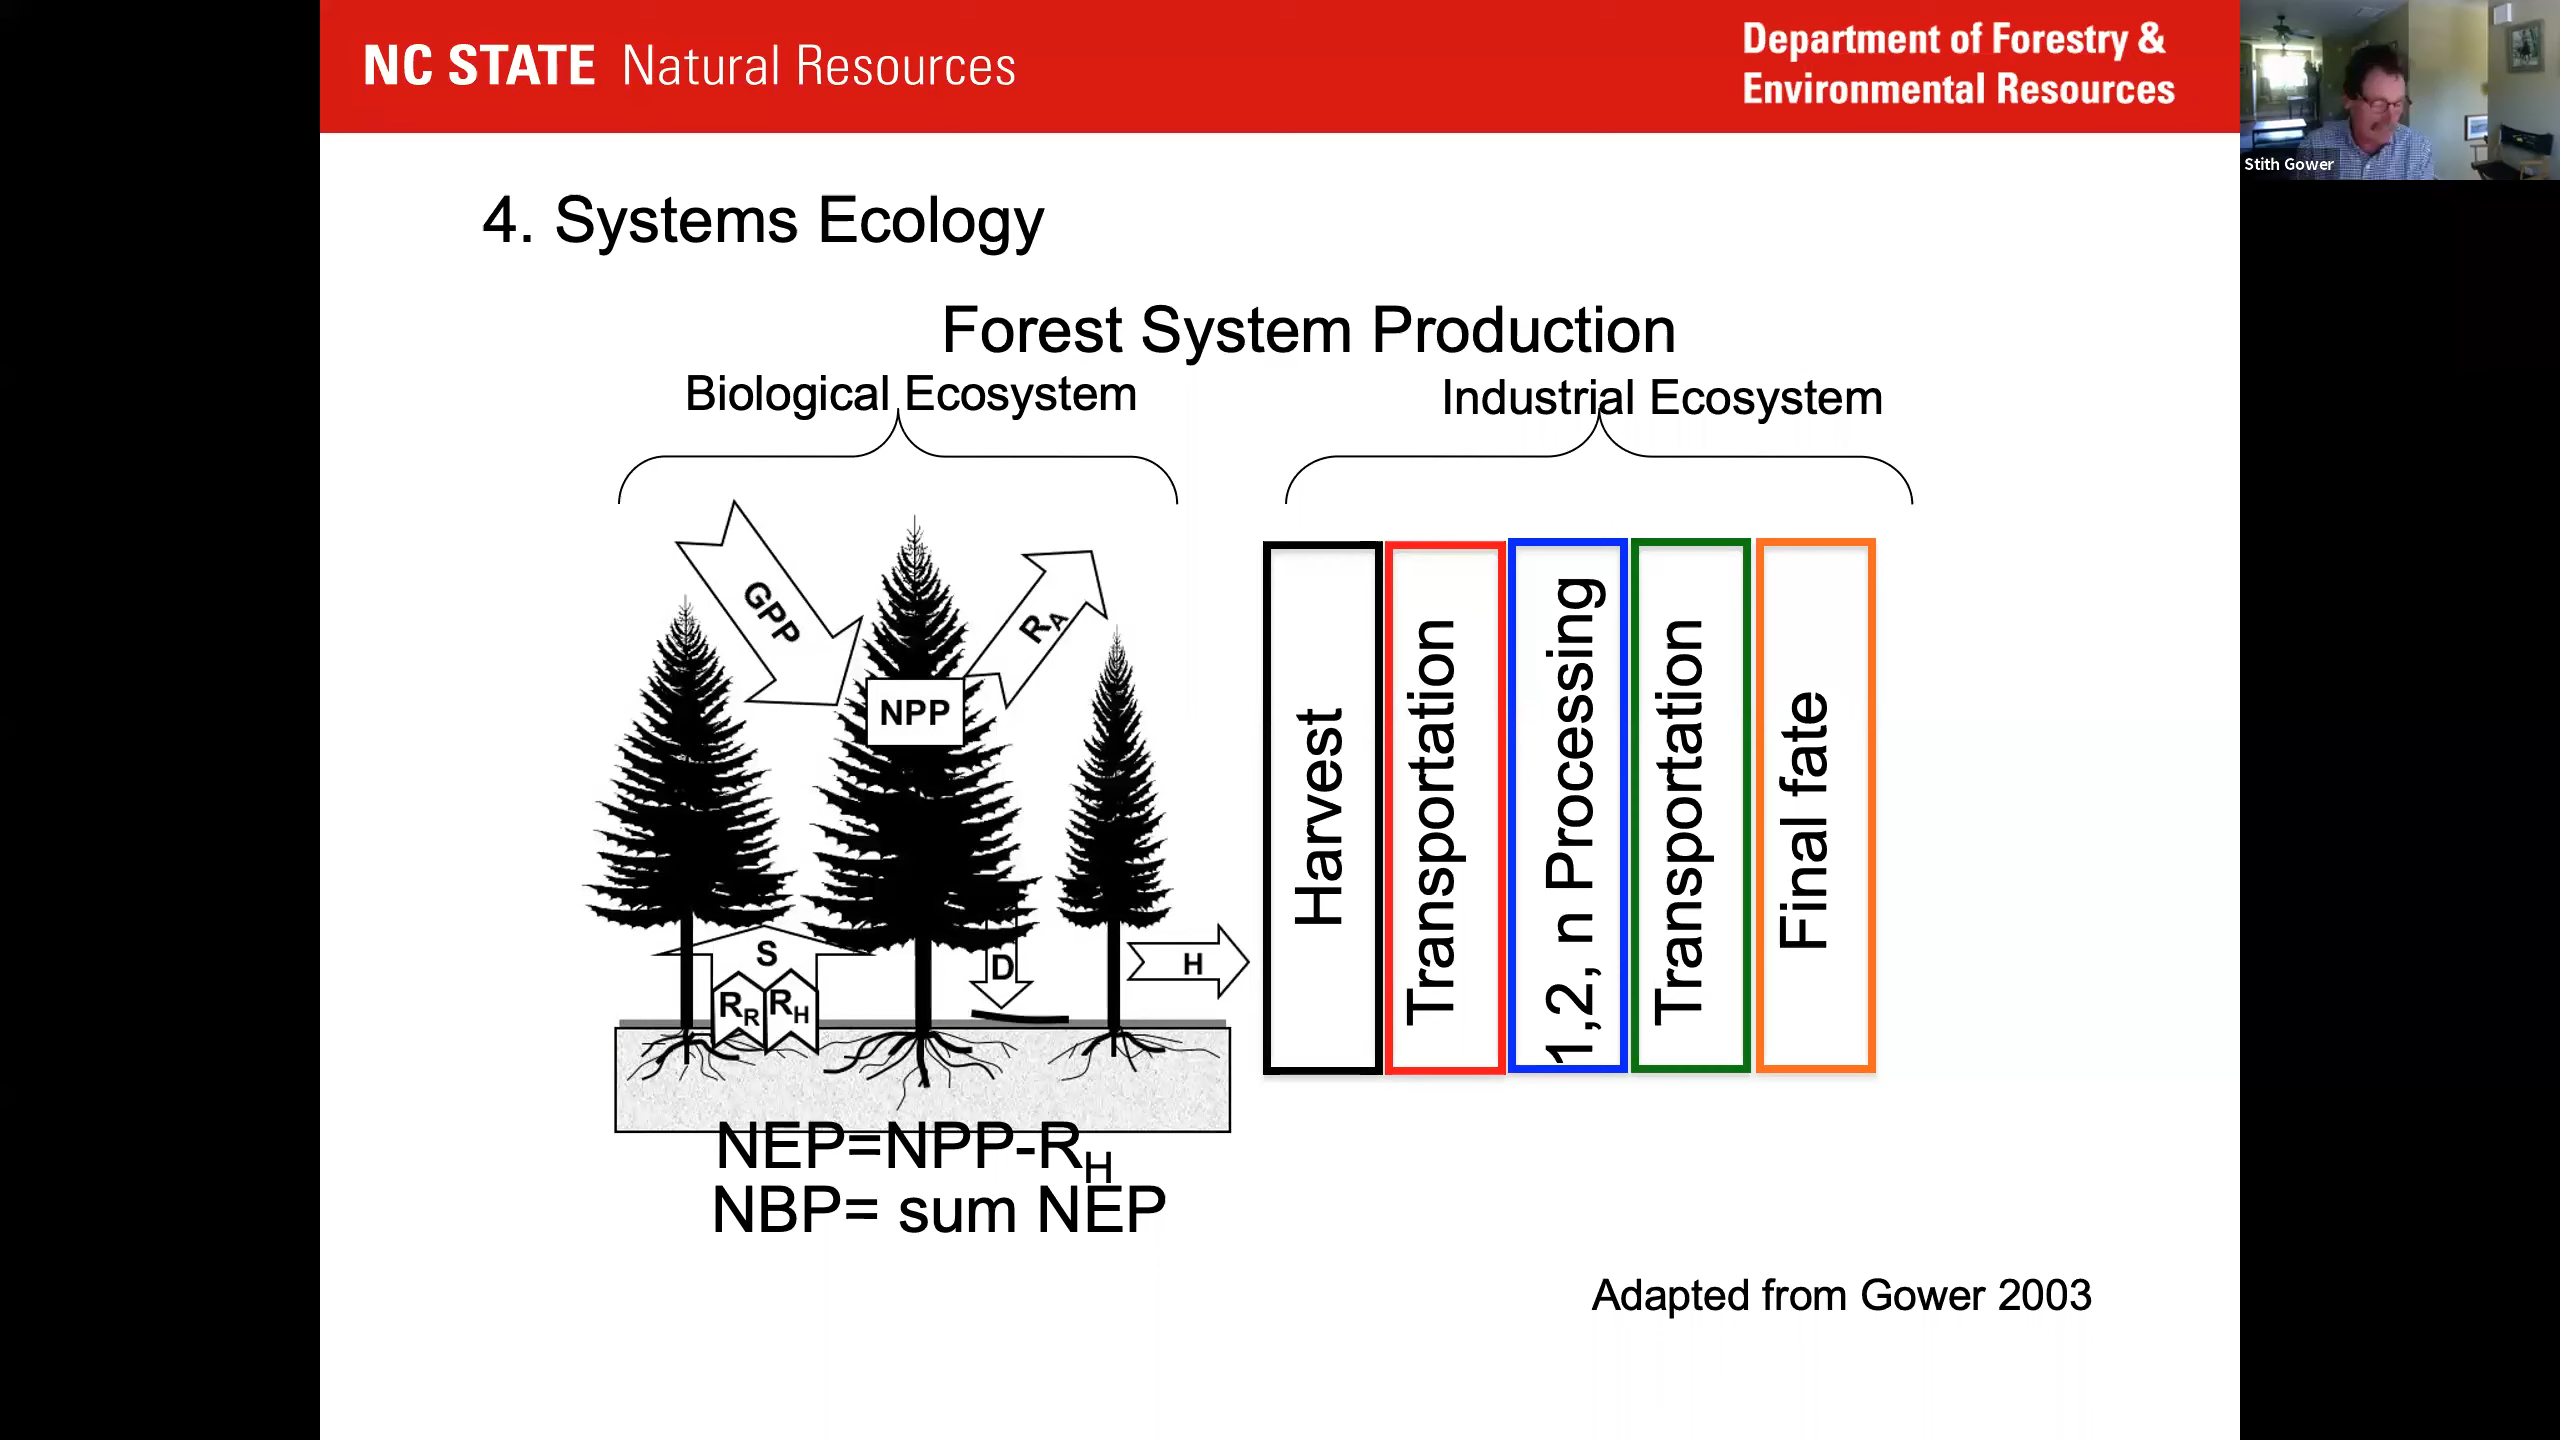 NC STATE Natural Resources
Department of Forestry &
Environmental Resources
Stith Gower
4. Systems Ecology
Forest System Production
Biological Ecosystem
Industrial Ecosystem
GPP
RA
NPP
S
RR
RH
D
H
Harvest
Transportation
1,2, n Processing
Transportation
Final fate
NEP=NPP-RH
NBP= sum NEP
Adapted from Gower 2003